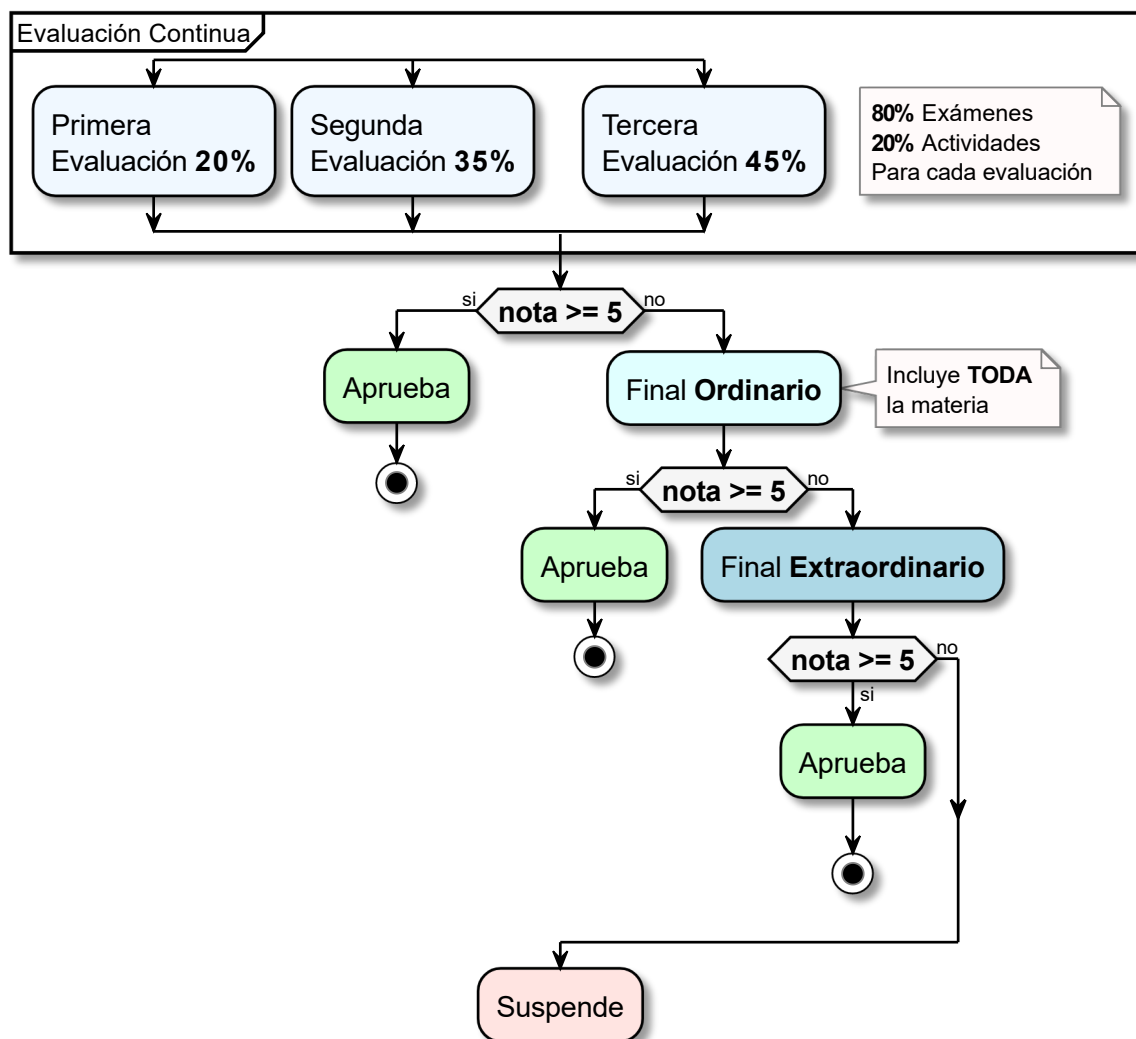 Evaluación Continua
Primera
Evaluación 20%
Segunda
Evaluación 35%
Tercera
Evaluación 45%
80% Exámenes
20% Actividades
Para cada evaluación
si
nota >= 5
no
Aprueba
Final Ordinario
Incluye TODA
la materia
si
nota >= 5
no
Aprueba
Final Extraordinario
nota >= 5
no
si
Aprueba
Suspende